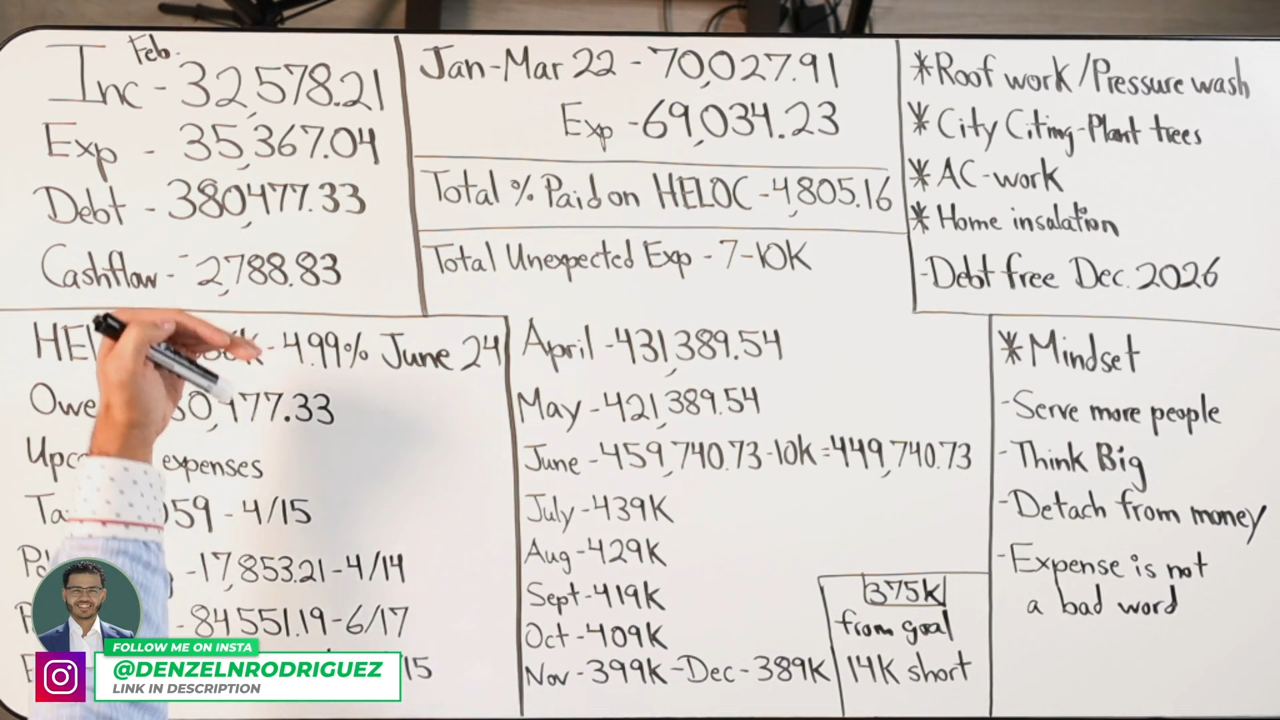 Feb.
Inc - 32,578.21
Exp - 35,367.04
Debt - 380,477.33
Cashflow - -2,788.83
Jan-Mar 22 - 70,027.91
Exp - 69,034.23
Total % Paid on HELOC - 4,805.16
Total Unexpected Exp - 7-10K
*Roof work/Pressure wash
*City Citing-Plant trees
*AC-work
*Home insalation
-Debt free Dec. 2026
- 4.99% June 24
77.33
expenses
59 - 4/15
-17,853.21-4/14
- 84,551.19-6/17
15
April -431,389.54
May -421,389.54
June -459,740.73-10K=449,740.73
July -439K
Aug -429K
Sept -419K
Oct -409K
Nov -399K -Dec -389K
375K
from goal
14K short
*Mindset
-Serve more people
-Think Big
-Detach from money
-Expense is not
a bad word
FOLLOW ME ON INSTA
@DENZELNRODRIGUEZ
LINK IN DESCRIPTION